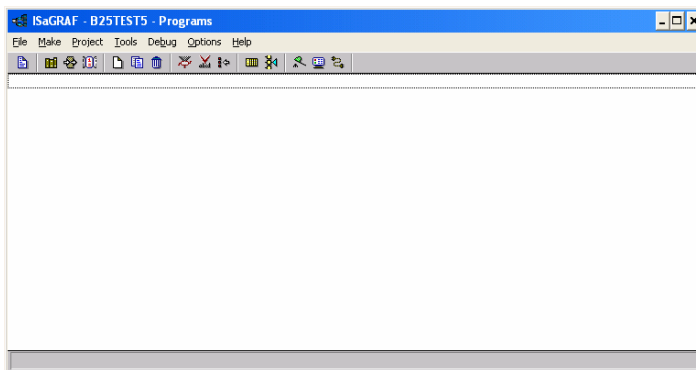 ISaGRAF - B25TEST5 - Programs
File Make Project Tools Debug Options Help